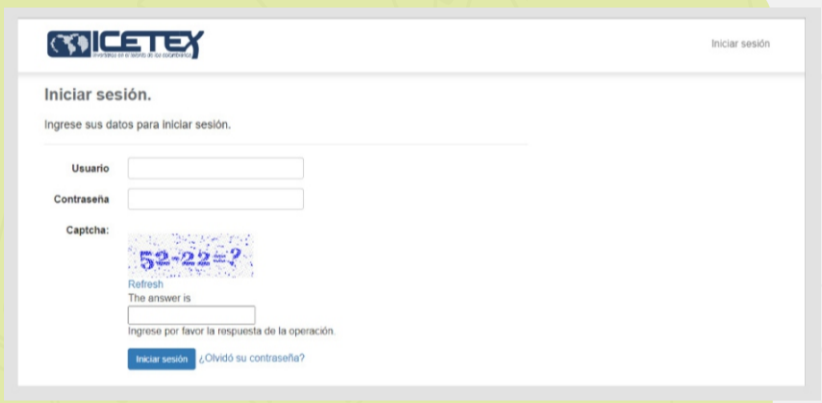 ICETEX
Iniciar sesión
Iniciar sesión.
Ingrese sus datos para iniciar sesión.
Usuario
Contraseña
Captcha:
52-22=?
Refresh
The answer is
Ingrese por favor la respuesta de la operación.
Iniciar sesión ¿Olvidó su contraseña?